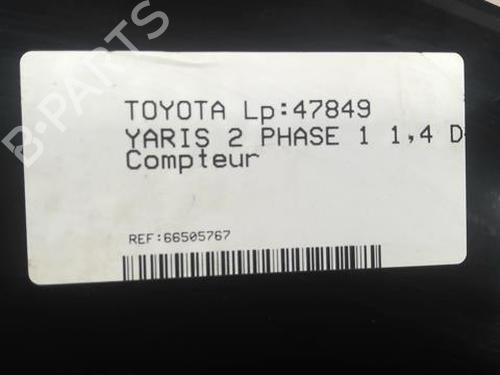 TOYOTA Lp:47849
YARIS 2 PHASE 1 1,4 D
Compteur
REF:66505767
B-PARTS